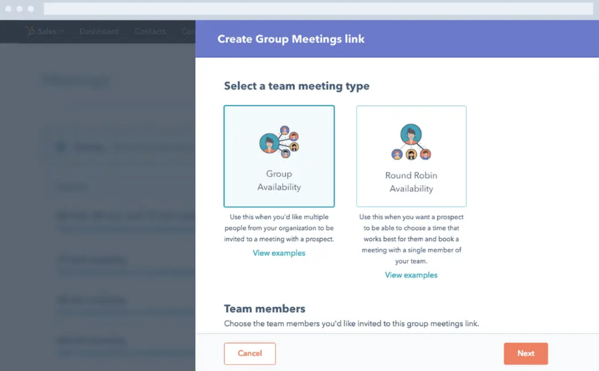 Sales
Dashboard
Contacts
Create Group Meetings link
Meetings
Select a team meeting type
Group
Availability
Use this when you'd like multiple
people from your organization to be
invited to a meeting with a prospect.
View examples
Round Robin
Availability
Use this when you want a prospect
to be able to choose a time that
works best for them and book a
meeting with a single member of
your team.
View examples
Team members
Choose the team members you'd like invited to this group meetings link.
Cancel
Next